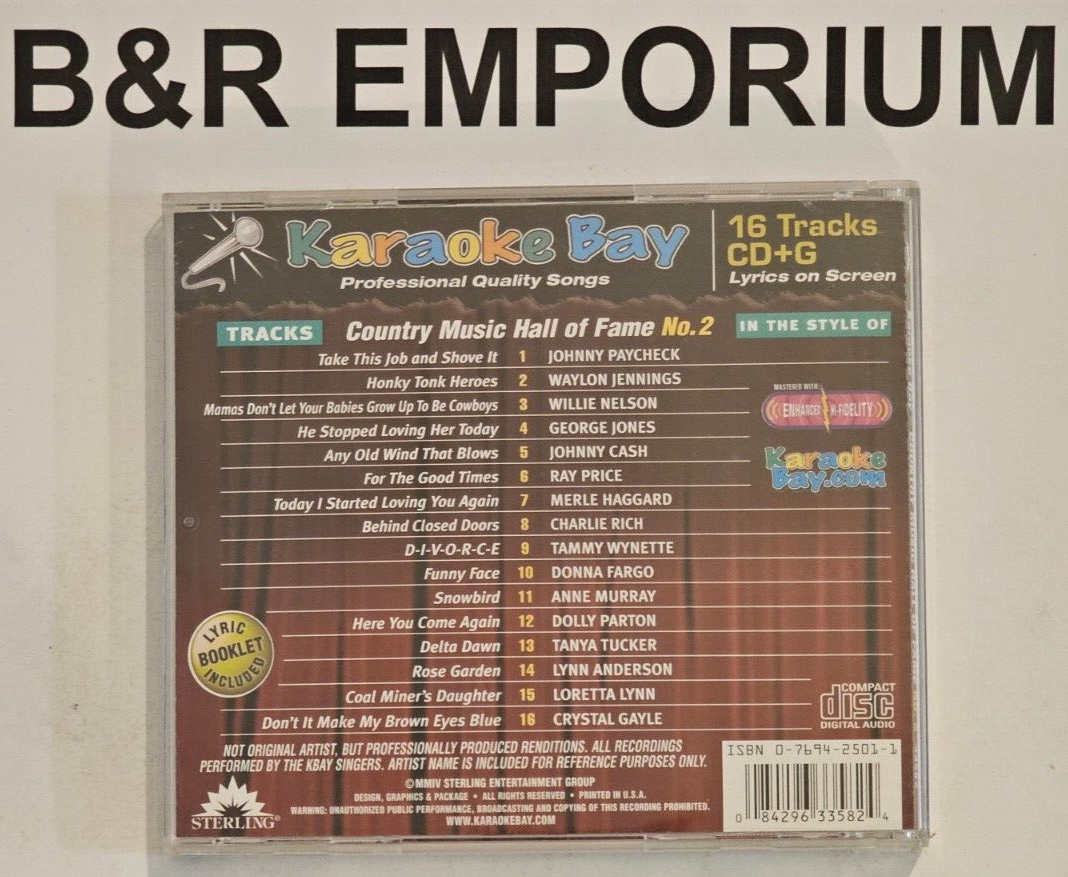 B&R EMPORIUM
Karaoke Bay
Professional Quality Songs
16 Tracks
CD+G
Lyrics on Screen
TRACKS Country Music Hall of Fame No.2 IN THE STYLE OF
Take This Job and Shove It 1 JOHNNY PAYCHECK
Honky Tonk Heroes 2 WAYLON JENNINGS
Mamas Don't Let Your Babies Grow Up To Be Cowboys 3 WILLIE NELSON
He Stopped Loving Her Today 4 GEORGE JONES
Any Old Wind That Blows 5 JOHNNY CASH
For The Good Times 6 RAY PRICE
Today I Started Loving You Again 7 MERLE HAGGARD
Behind Closed Doors 8 CHARLIE RICH
D-I-V-O-R-C-E 9 TAMMY WYNETTE
Funny Face 10 DONNA FARGO
Snowbird 11 ANNE MURRAY
Here You Come Again 12 DOLLY PARTON
Delta Dawn 13 TANYA TUCKER
Rose Garden 14 LYNN ANDERSON
Coal Miner's Daughter 15 LORETTA LYNN
Don't It Make My Brown Eyes Blue 16 CRYSTAL GAYLE
MASTERED WITH:
ENHANCED HI-FIDELITY
Karaoke
Bay.com
LYRIC
BOOKLET
INCLUDED
COMPACT
disc
DIGITAL AUDIO
NOT ORIGINAL ARTIST, BUT PROFESSIONALLY PRODUCED RENDITIONS. ALL RECORDINGS
PERFORMED BY THE KBAY SINGERS. ARTIST NAME IS INCLUDED FOR REFERENCE PURPOSES ONLY.
©MMIV STERLING ENTERTAINMENT GROUP
DESIGN, GRAPHICS & PACKAGE • ALL RIGHTS RESERVED • PRINTED IN U.S.A.
WARNING: UNAUTHORIZED PUBLIC PERFORMANCE, BROADCASTING AND COPYING OF THIS RECORDING PROHIBITED.
WWW.KARAOKEBAY.COM
STERLING®
ISBN 0-7694-2501-1
0 84296 33582 4